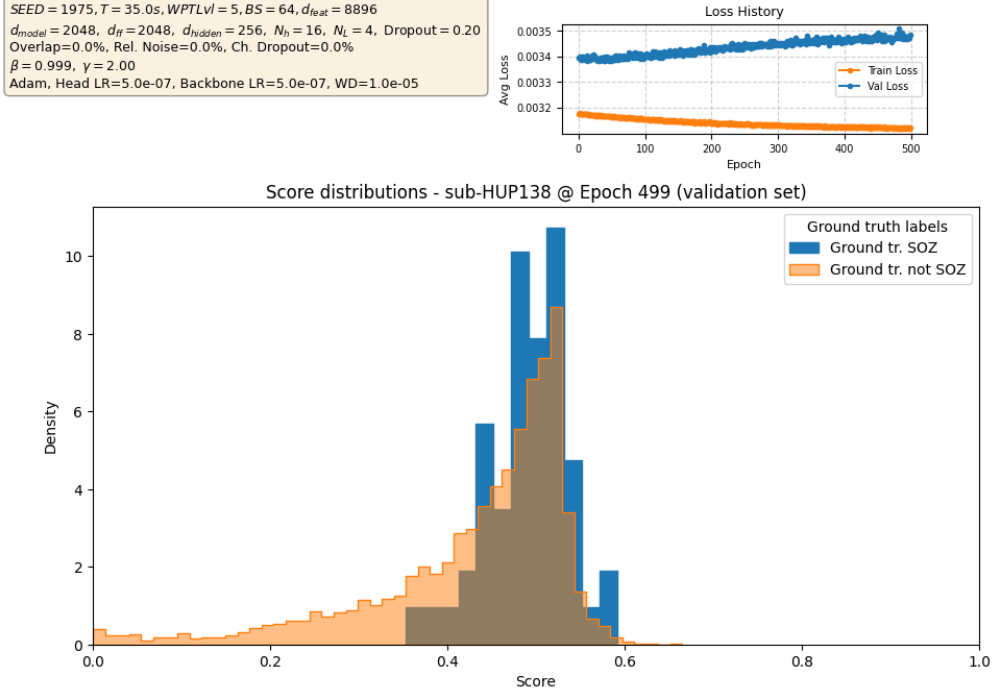 SEED = 1975, T = 35.0s, WPTLvl = 5, BS = 64, d_feat = 8896
d_model = 2048, d_ff = 2048, d_hidden = 256, N_h = 16, N_L = 4, Dropout = 0.20
Overlap=0.0%, Rel. Noise=0.0%, Ch. Dropout=0.0%
β = 0.999, γ = 2.00
Adam, Head LR=5.0e-07, Backbone LR=5.0e-07, WD=1.0e-05
Loss History
Avg Loss
0.0035
0.0034
0.0033
0.0032
Train Loss
Val Loss
0 100 200 300 400 500
Epoch
Score distributions - sub-HUP138 @ Epoch 499 (validation set)
Ground truth labels
Ground tr. SOZ
Ground tr. not SOZ
Density
10
8
6
4
2
0
0.0 0.2 0.4 0.6 0.8 1.0
Score